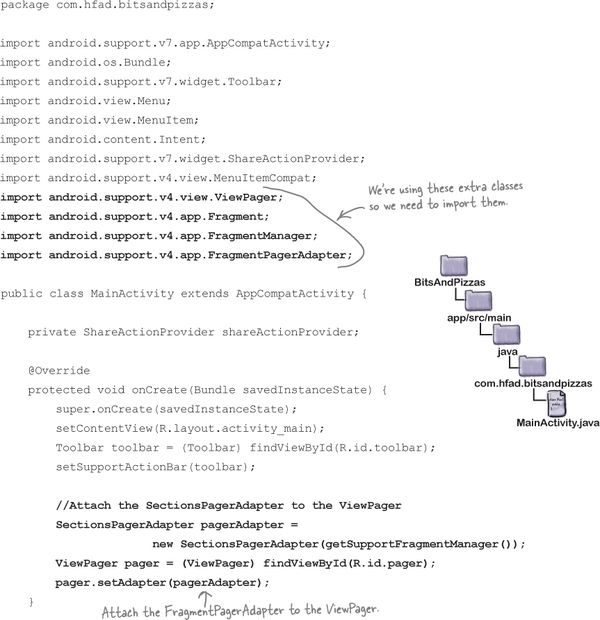 package com.hfad.bitsandpizzas;
import android.support.v7.app.AppCompatActivity;
import android.os.Bundle;
import android.support.v7.widget.Toolbar;
import android.view.Menu;
import android.view.MenuItem;
import android.content.Intent;
import android.support.v7.widget.ShareActionProvider;
import android.support.v4.view.MenuItemCompat;
import android.support.v4.view.ViewPager;
import android.support.v4.app.Fragment;
import android.support.v4.app.FragmentManager;
import android.support.v4.app.FragmentPagerAdapter;
We're using these extra classes
so we need to import them.
public class MainActivity extends AppCompatActivity {
private ShareActionProvider shareActionProvider;
@Override
protected void onCreate(Bundle savedInstanceState) {
super.onCreate(savedInstanceState);
setContentView(R.layout.activity_main);
Toolbar toolbar = (Toolbar) findViewById(R.id.toolbar);
setSupportActionBar(toolbar);
//Attach the SectionsPagerAdapter to the ViewPager
SectionsPagerAdapter pagerAdapter =
new SectionsPagerAdapter(getSupportFragmentManager());
ViewPager pager = (ViewPager) findViewById(R.id.pager);
pager.setAdapter(pagerAdapter);
}
Attach the FragmentPagerAdapter to the ViewPager.
BitsAndPizzas
app/src/main
java
com.hfad.bitsandpizzas
MainActivity.java